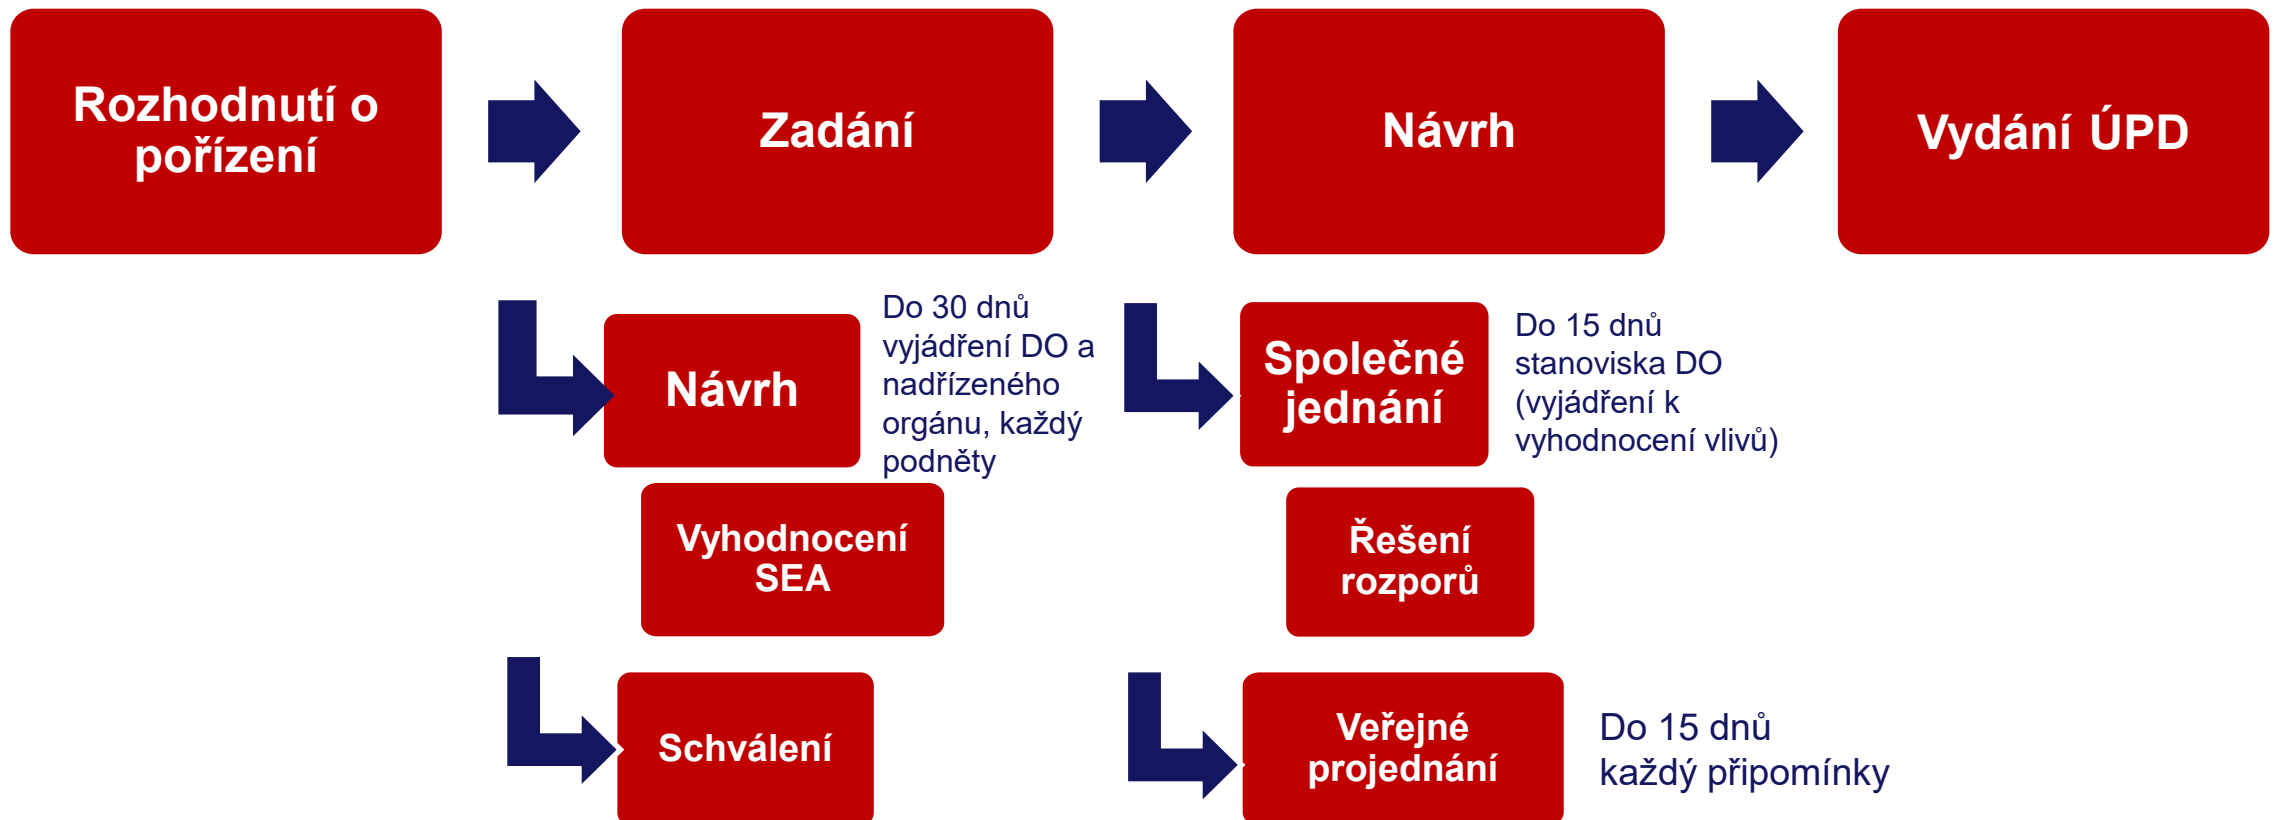 Rozhodnutí o
pořízení
Zadání
Návrh
Vydání ÚPD
Návrh
Do 30 dnů
vyjádření DO a
nadřízeného
orgánu, každý
podněty
Společné
jednání
Do 15 dnů
stanoviska DO
(vyjádření k
vyhodnocení vlivů)
Vyhodnocení
SEA
Řešení
rozporů
Schválení
Veřejné
projednání
Do 15 dnů
každý připomínky